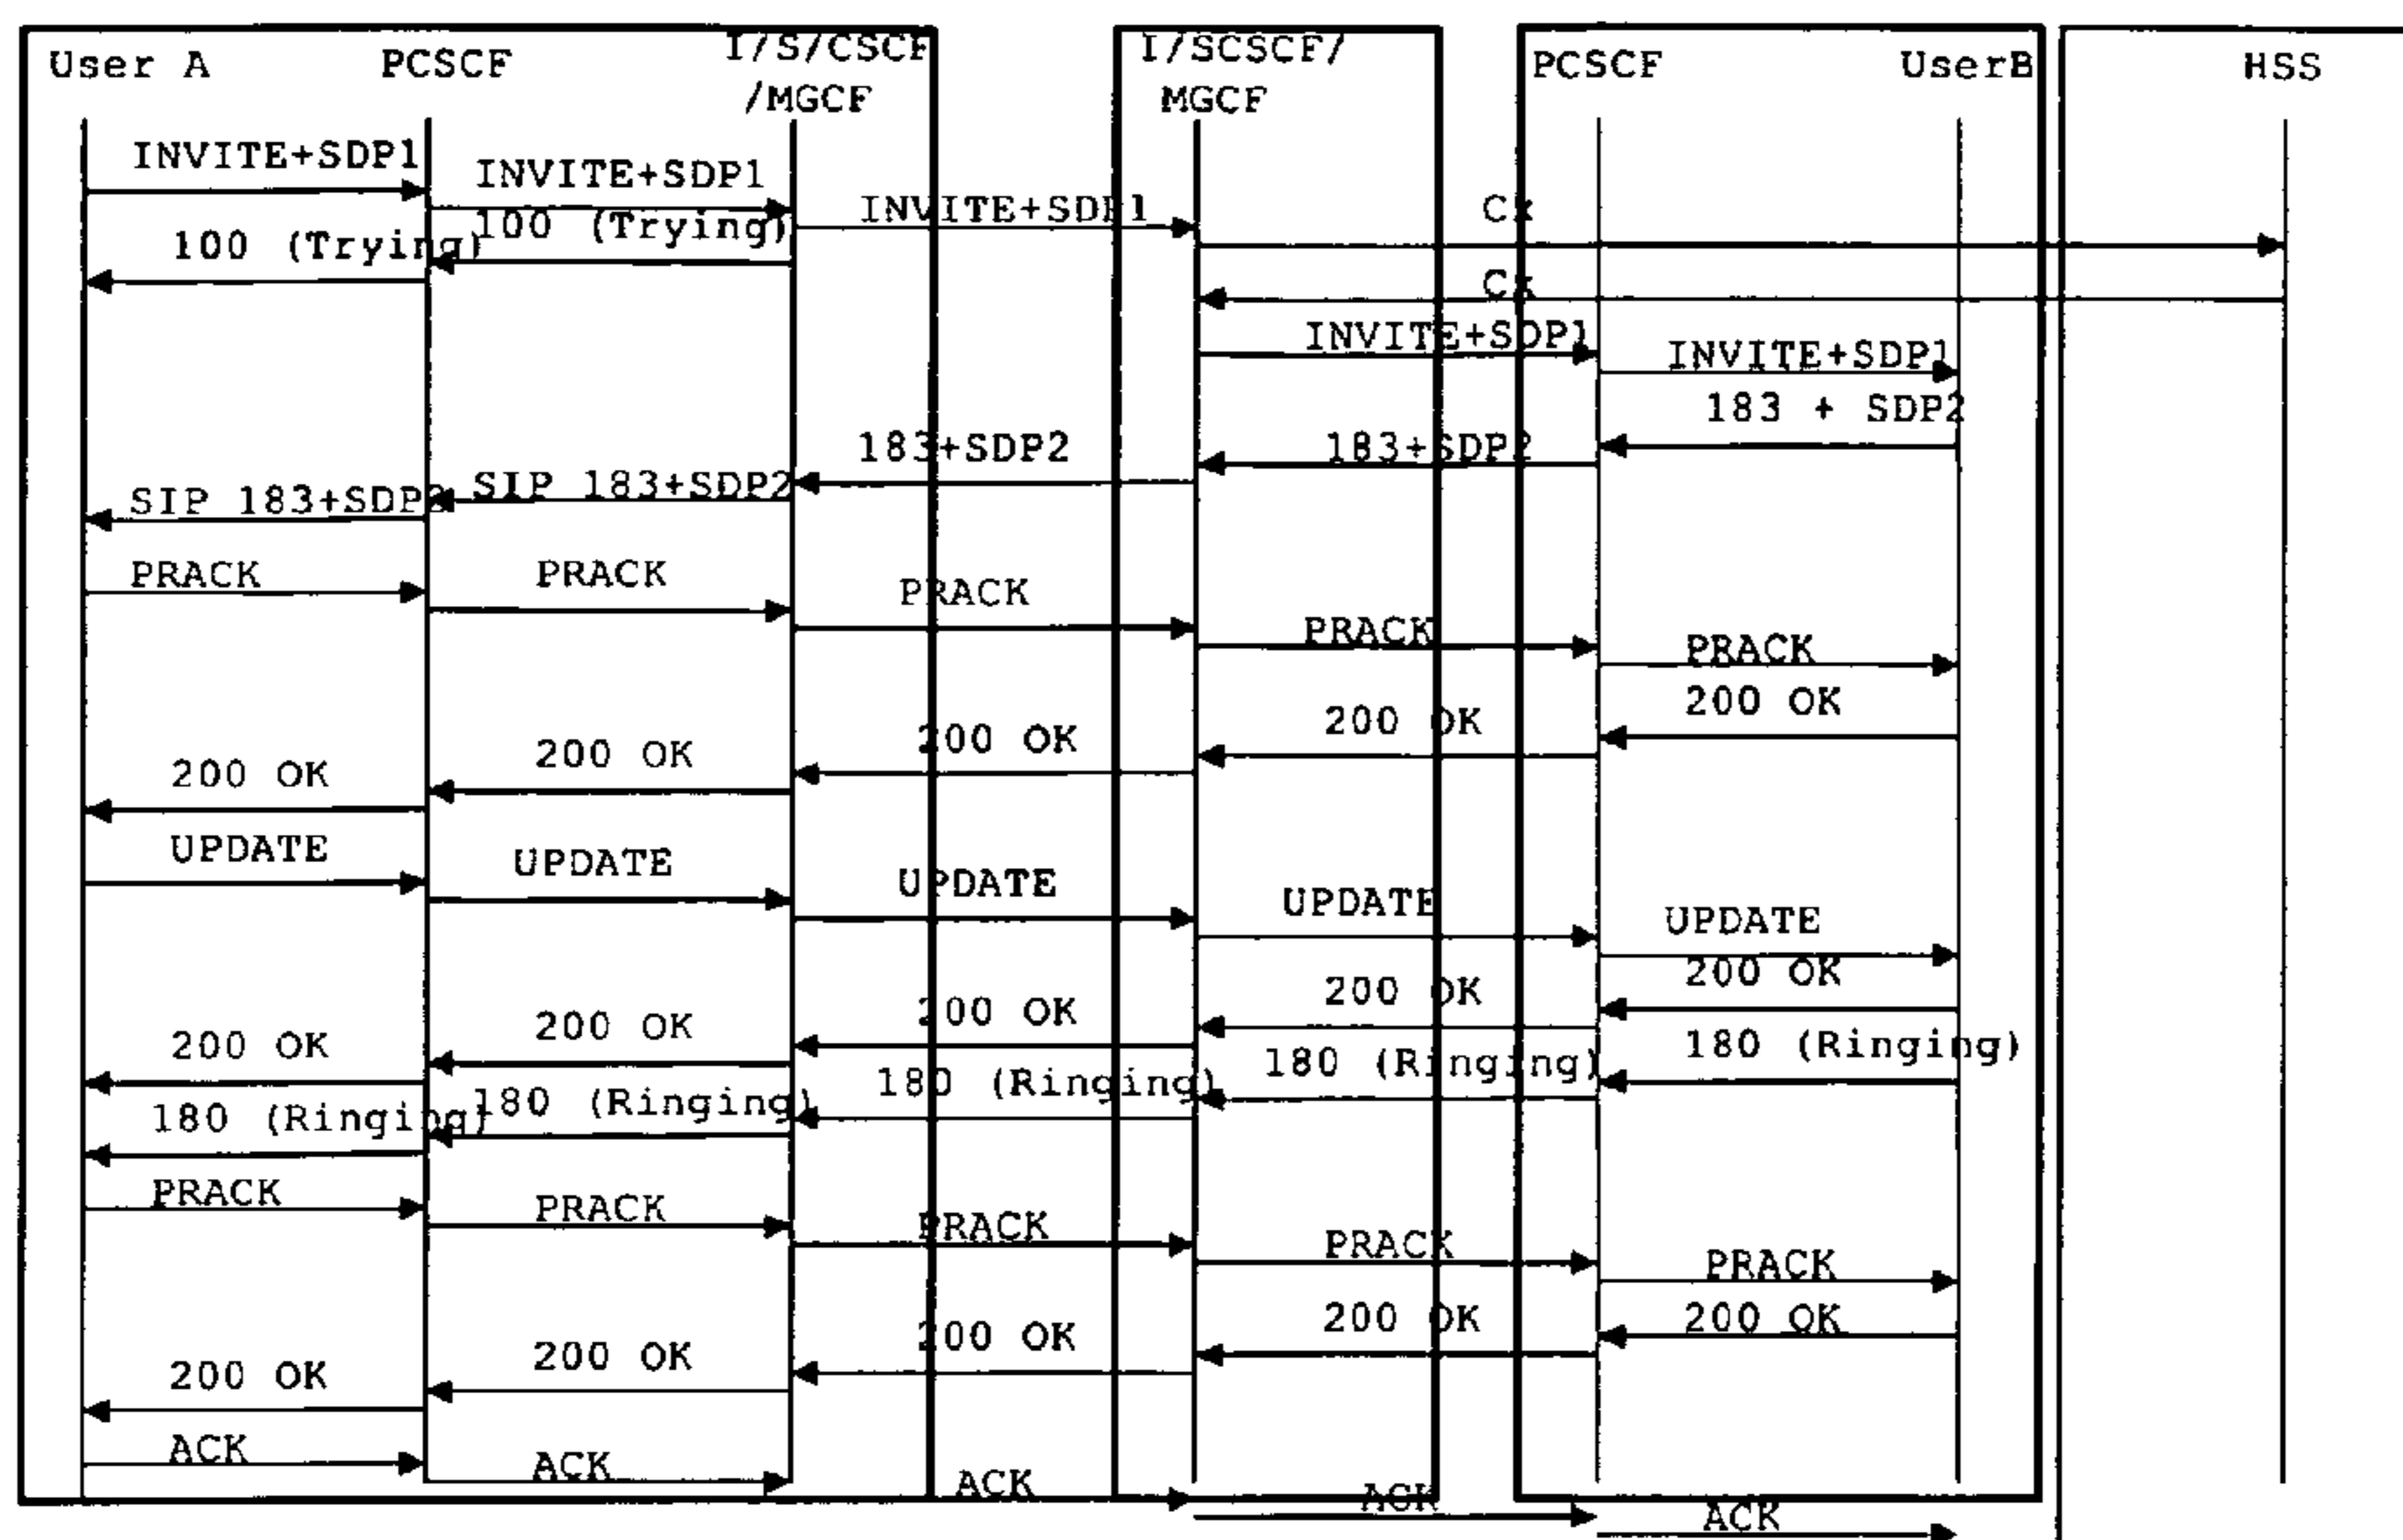 User A
PCSCF
I/S/CSCF
/MGCF
I/SCSCF/
MGCF
PCSCF
UserB
HSS
INVITE+SDP1
INVITE+SDP1
INVITE+SDP1
Cx
100 (Trying)
100 (Trying)
Cx
INVITE+SDP1
INVITE+SDP1
183 + SDP2
183+SDP2
183+SDP2
SIP 183+SDP2
SIP 183+SDP2
PRACK
PRACK
PRACK
PRACK
PRACK
200 OK
200 OK
200 OK
200 OK
200 OK
UPDATE
UPDATE
UPDATE
UPDATE
UPDATE
200 OK
200 OK
200 OK
200 OK
200 OK
180 (Ringing)
180 (Ringing)
180 (Ringing)
180 (Ringing)
180 (Ringing)
PRACK
PRACK
PRACK
PRACK
PRACK
200 OK
200 OK
200 OK
200 OK
200 OK
ACK
ACK
ACK
ACK
ACK